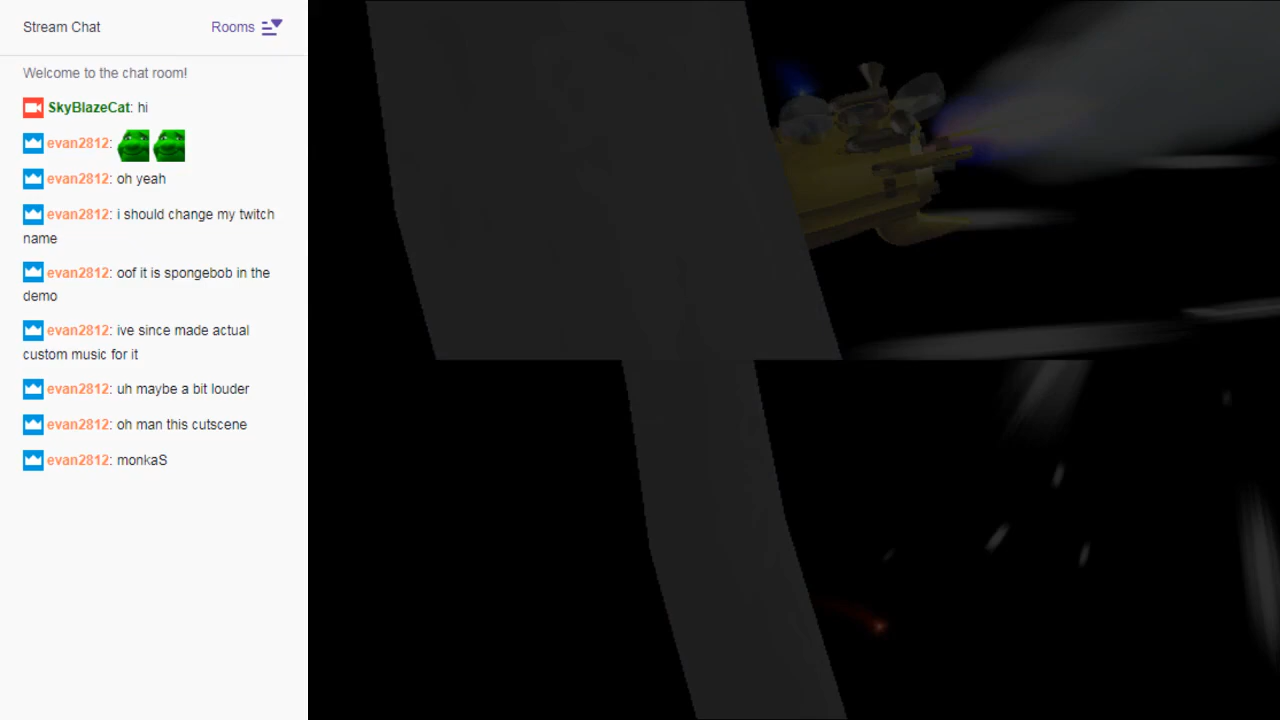 Stream Chat
Rooms
Welcome to the chat room!
SkyBlazeCat: hi
evan2812:
evan2812: oh yeah
evan2812: i should change my twitch
name
evan2812: oof it is spongebob in the
demo
evan2812: ive since made actual
custom music for it
evan2812: uh maybe a bit louder
evan2812: oh man this cutscene
evan2812: monkaS